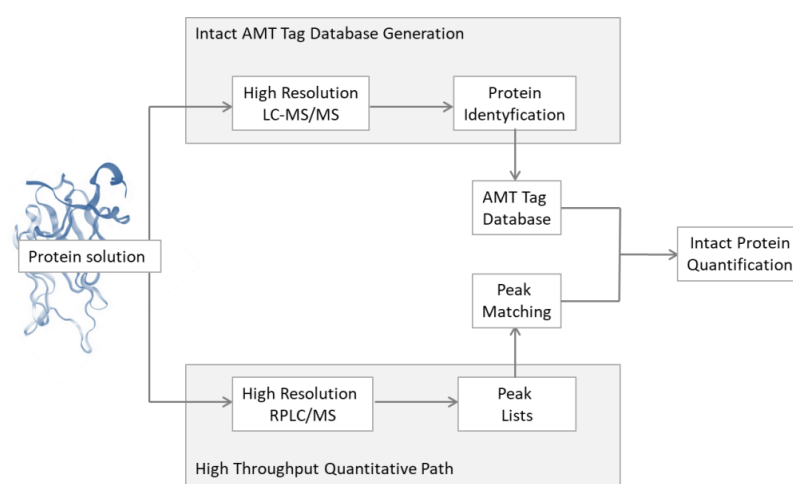 Intact AMT Tag Database Generation
High Resolution
LC-MS/MS
Protein
Identyfication
AMT Tag
Database
Protein solution
Intact Protein
Quantification
Peak
Matching
High Resolution
RPLC/MS
Peak
Lists
High Throughput Quantitative Path